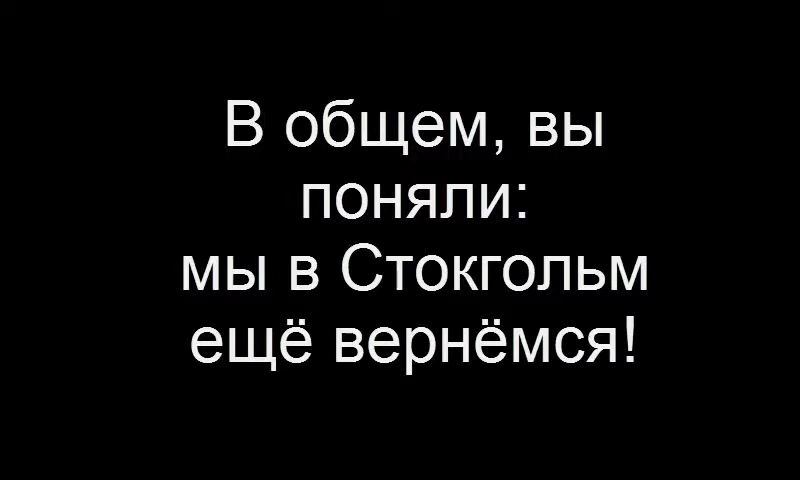 В общем, вы
поняли:
мы в Стокгольм
ещё вернёмся!